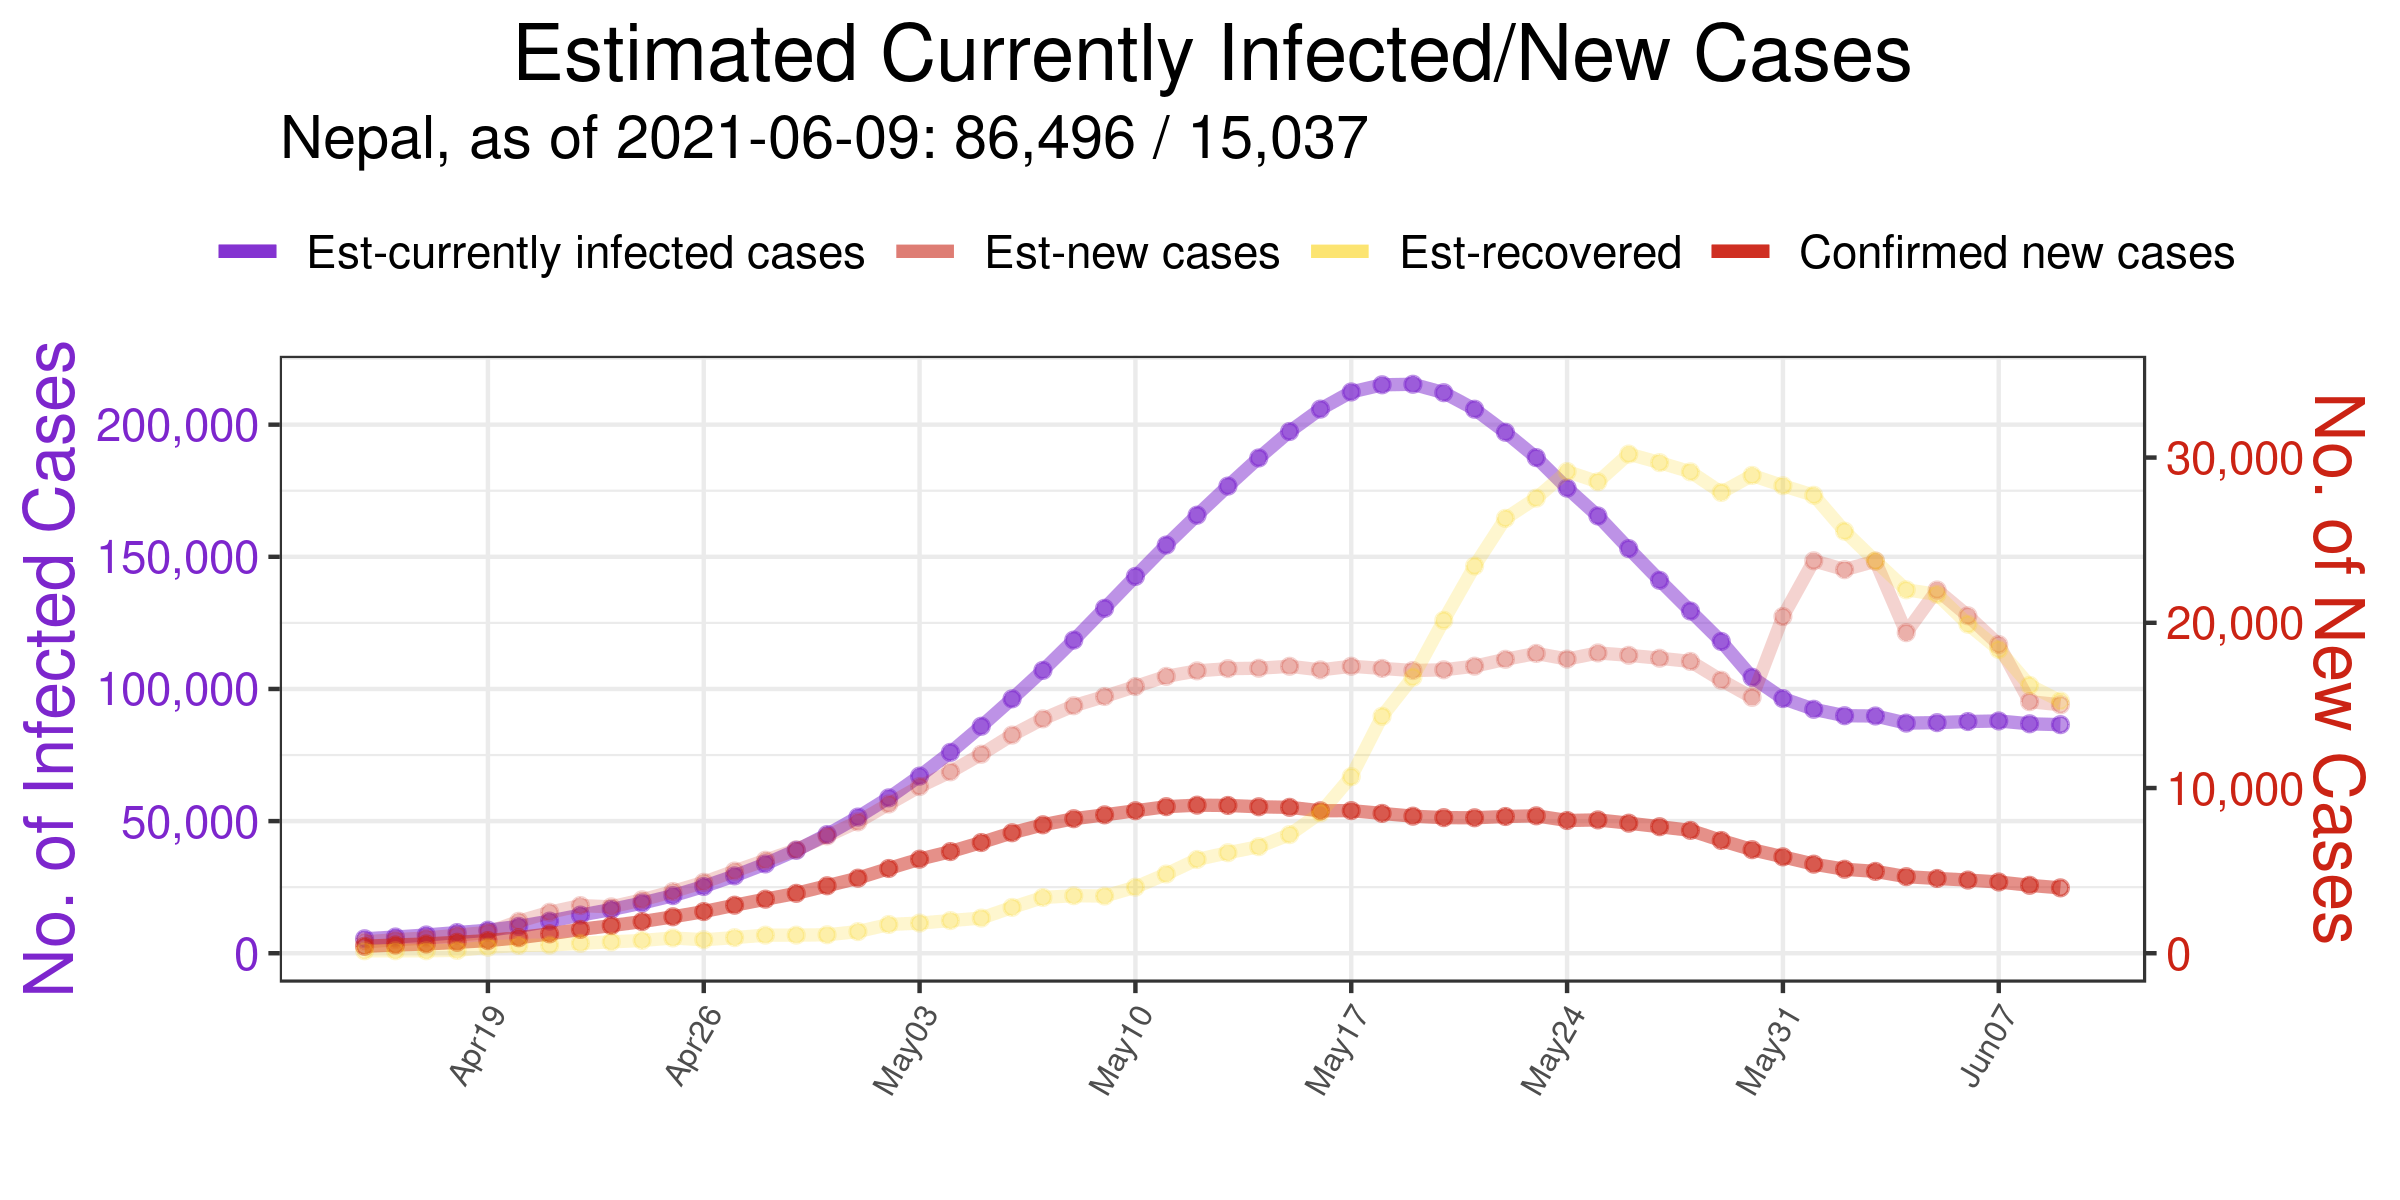 Estimated Currently Infected/New Cases
Nepal, as of 2021-06-09: 86,496 / 15,037
Est-currently infected cases Est-new cases Est-recovered Confirmed new cases
No. of Infected Cases
200,000
150,000
100,000
50,000
0
30,000
20,000
10,000
0
No. of New Cases
Apr19 Apr26 May03 May10 May17 May24 May31 Jun07